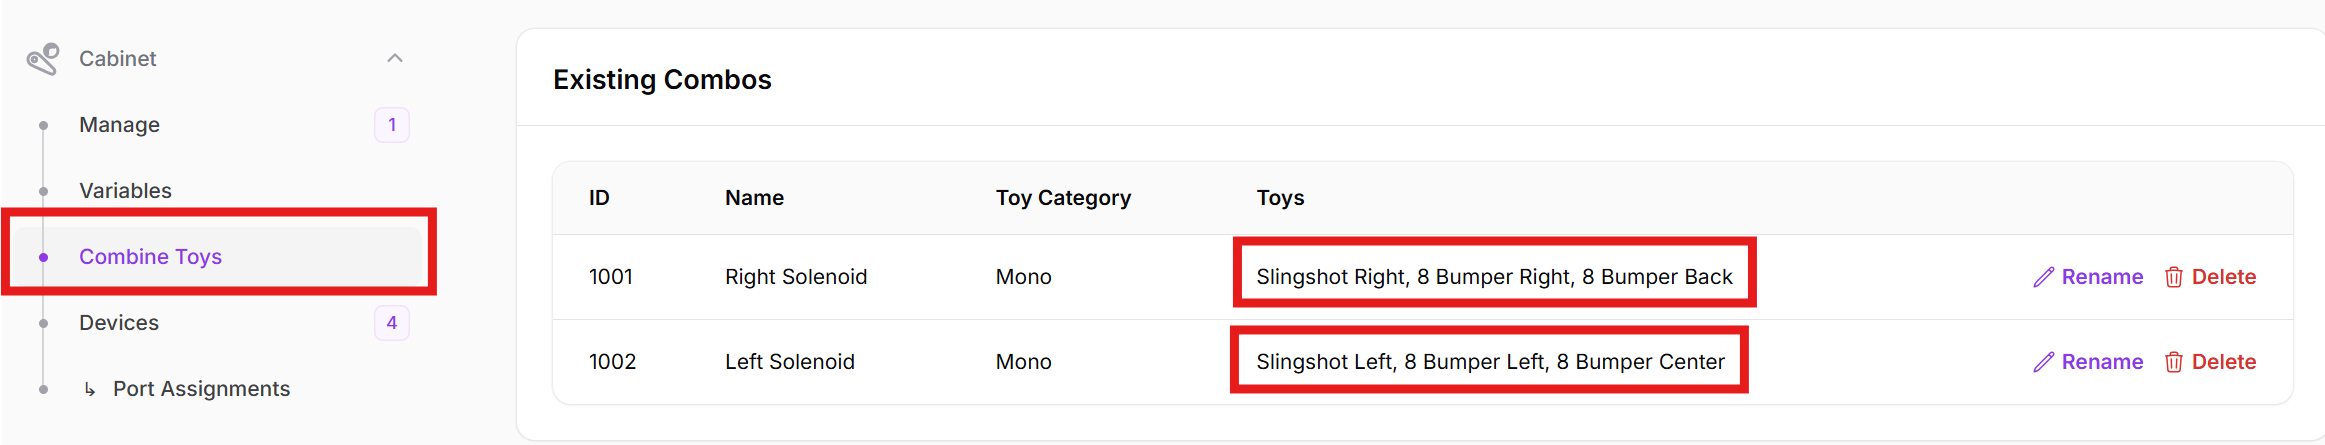 Cabinet
Manage 1
Variables
Combine Toys
Devices 4
↳ Port Assignments
Existing Combos
ID Name Toy Category Toys
1001 Right Solenoid Mono Slingshot Right, 8 Bumper Right, 8 Bumper Back Rename Delete
1002 Left Solenoid Mono Slingshot Left, 8 Bumper Left, 8 Bumper Center Rename Delete